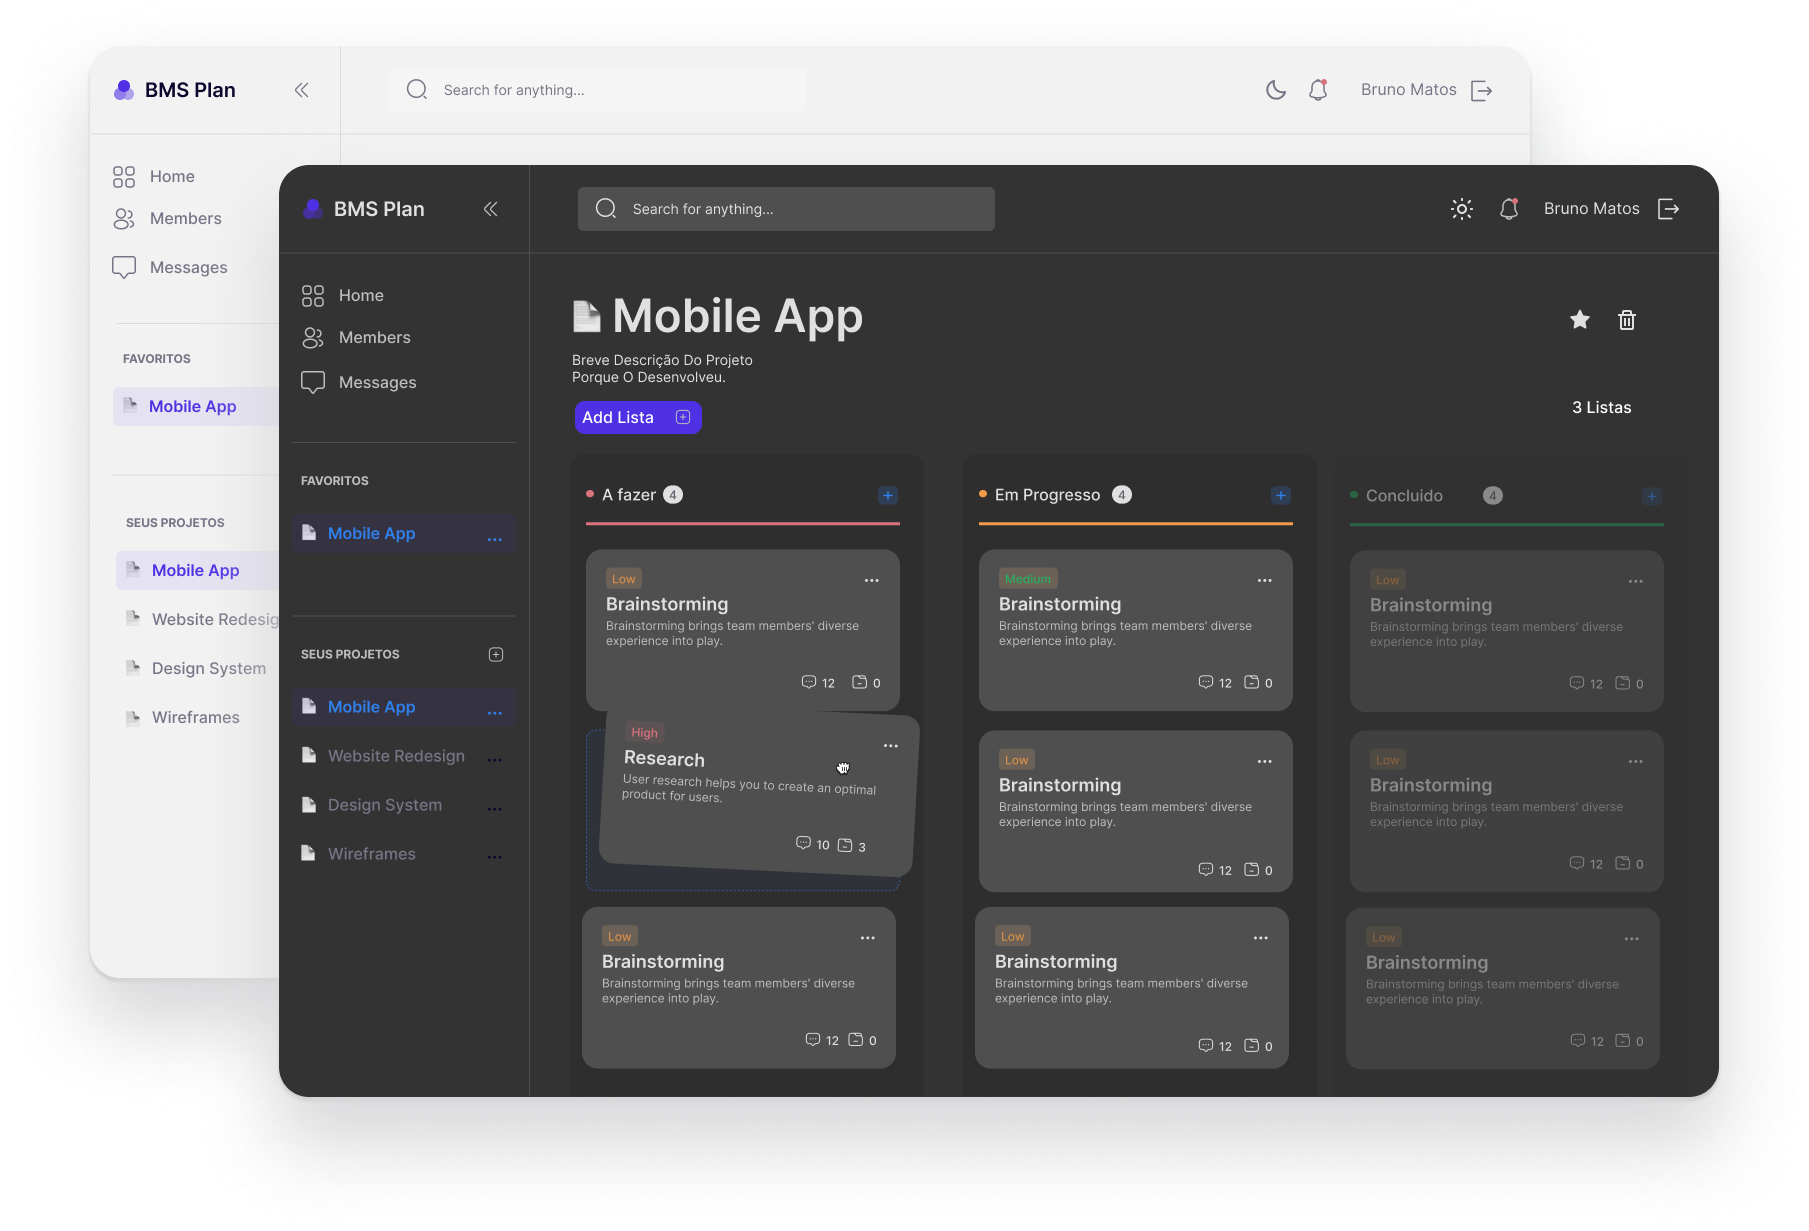 BMS Plan
Search for anything...
Bruno Matos
Home
Members
Messages
FAVORITOS
Mobile App
SEUS PROJETOS
Mobile App
Website Redesig
Design System
Wireframes
BMS Plan
Search for anything...
Bruno Matos
Home
Members
Messages
FAVORITOS
Mobile App
...
SEUS PROJETOS
Mobile App
...
Website Redesign
...
Design System
...
Wireframes
...
Mobile App
Breve Descrição Do Projeto
Porque O Desenvolveu.
Add Lista
3 Listas
A fazer 4
Low
Brainstorming
Brainstorming brings team members' diverse
experience into play.
12 0
High
Research
User research helps you to create an optimal
product for users.
10 3
Low
Brainstorming
Brainstorming brings team members' diverse
experience into play.
12 0
Em Progresso 4
Medium
Brainstorming
Brainstorming brings team members' diverse
experience into play.
12 0
Low
Brainstorming
Brainstorming brings team members' diverse
experience into play.
12 0
Low
Brainstorming
Brainstorming brings team members' diverse
experience into play.
12 0
Concluido 4
Low
Brainstorming
Brainstorming brings team members' diverse
experience into play.
12 0
Low
Brainstorming
Brainstorming brings team members' diverse
experience into play.
12 0
Low
Brainstorming
Brainstorming brings team members' diverse
experience into play.
12 0